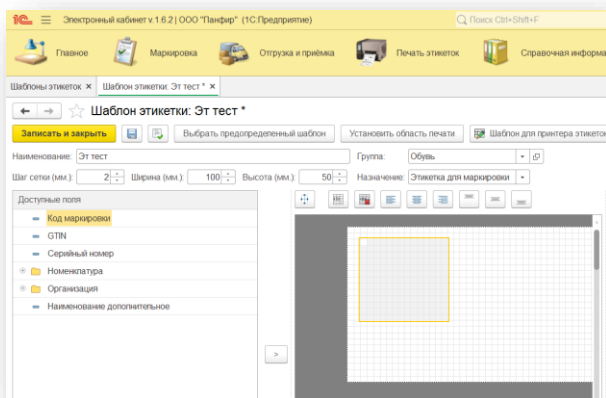 1С Электронный кабинет v 1.6.2 | ООО "Панфир" (1С:Предприятие) Поиск Ctrl+Shift+F
Главное Маркировка Отгрузка и приёмка Печать этикеток Справочная информа
Шаблоны этикеток × Шаблон этикетки: Эт тест * ×
Шаблон этикетки: Эт тест *
Записать и закрыть Выбрать предопределенный шаблон Установить область печати Шаблон для принтера этикеток
Наименование: Эт тест Группа: Обувь
Шаг сетки (мм.): 2 Ширина (мм.): 100 Высота (мм.): 50 Назначение: Этикетка для маркировки
Доступные поля
Код маркировки
GTIN
Серийный номер
Номенклатура
Организация
Наименование дополнительное
>